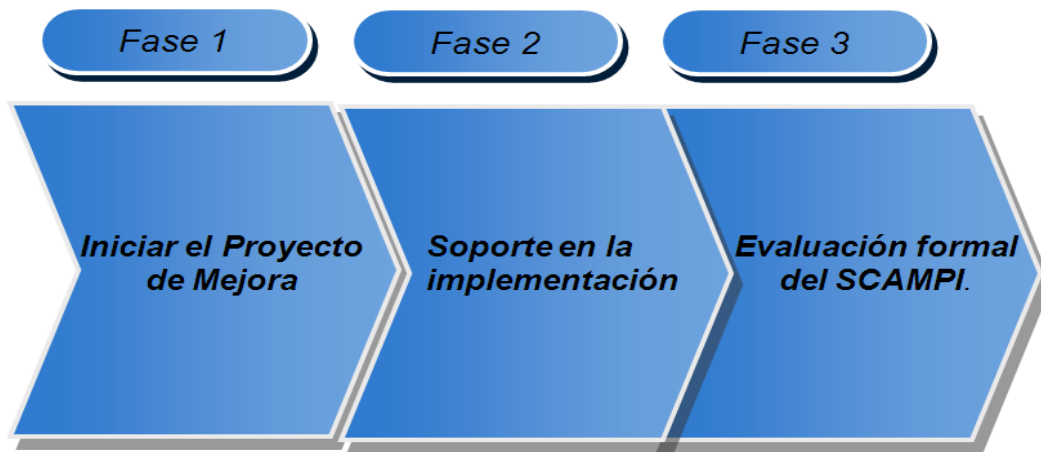 Fase 1
Fase 2
Fase 3
Iniciar el Proyecto
de Mejora
Soporte en la
implementación
Evaluación formal
del SCAMPI.